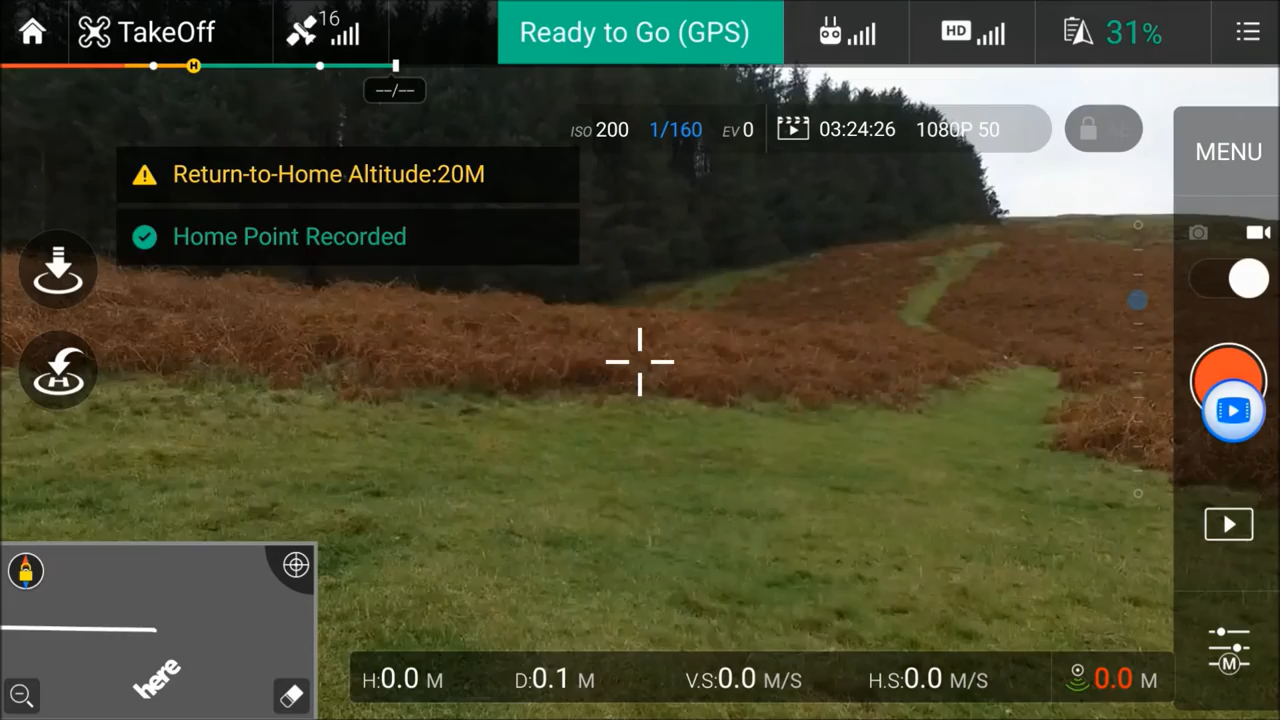 TakeOff
16
Ready to Go (GPS)
HD
31%
H
--/--
ISO 200 1/160 EV 0 03:24:26 1080P 50
MENU
Return-to-Home Altitude:20M
Home Point Recorded
H
here
H:0.0 M D:0.1 M V.S:0.0 M/S H.S:0.0 M/S 0.0 M
M